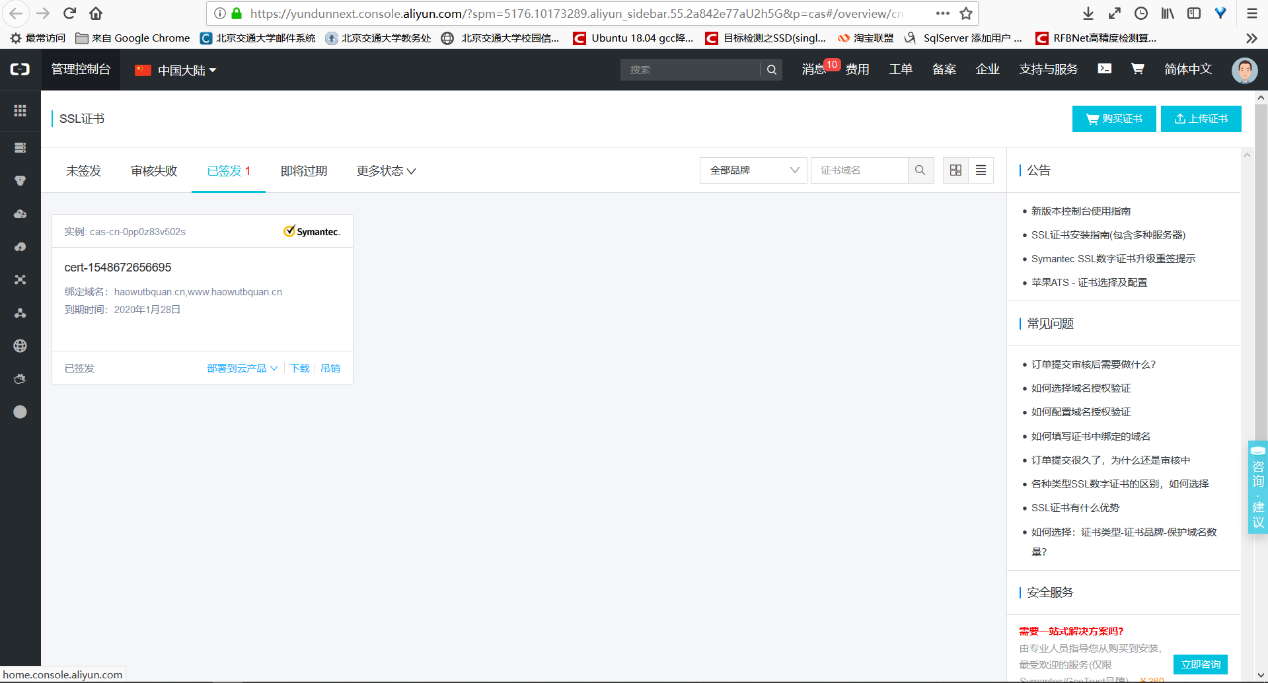 https://yundunnext.console.aliyun.com/?spm=5176.10173289.aliyun_sidebar.55.2a842e77aU2h5G&p=cas#/overview/cn
最常访问 来自 Google Chrome 北京交通大学邮件系统 北京交通大学教务处 北京交通大学校园信... Ubuntu 18.04 gcc降... 目标检测之SSD(singl... 淘宝联盟 SqlServer 添加用户 ... RFBNet高精度检测算...
管理控制台 中国大陆 搜索 消息 10 费用 工单 备案 企业 支持与服务 简体中文
SSL证书 购买证书 上传证书
未签发 审核失败 已签发 1 即将过期 更多状态 全部品牌 证书域名
实例: cas-cn-0pp0z83v502s Symantec.
cert-1548672656695
绑定域名: haowutbquan.cn,www.haowutbquan.cn
到期时间: 2020年1月28日
已签发 部署到云产品 下载 吊销
公告
新版本控制台使用指南
SSL证书安装指南(包含多种服务器)
Symantec SSL数字证书升级重签提示
苹果ATS - 证书选择及配置
常见问题
订单提交审核后需要做什么?
如何选择域名授权验证
如何配置域名授权验证
如何填写证书中绑定的域名
订单提交很久了，为什么还是审核中
各种类型SSL数字证书的区别，如何选择
SSL证书有什么优势
如何选择：证书类型-证书品牌-保护域名数
量?
安全服务
需要一站式解决方案吗?
由专业人员指导您从购买到安装，
最受欢迎的服务(仅限
Symantec/GeoTrust品牌) ¥380
立即咨询
咨询·建议
home.console.aliyun.com